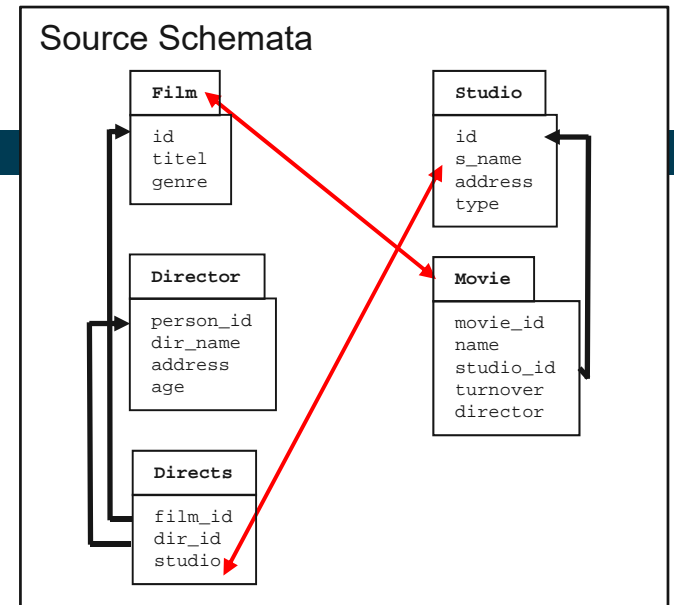 Source Schemata
Film
id
titel
genre
Director
person_id
dir_name
address
age
Directs
film_id
dir_id
studio
Studio
id
s_name
address
type
Movie
movie_id
name
studio_id
turnover
director